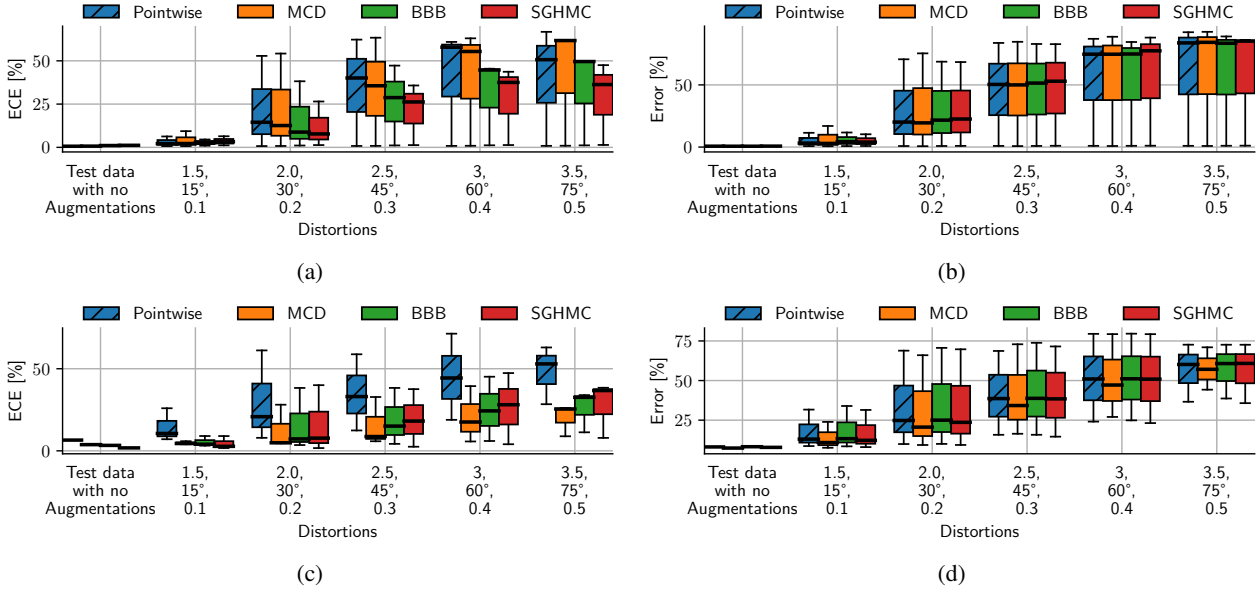 Pointwise MCD BBB SGHMC
50
25
0
ECE [%]
Test data with no Augmentations
1.5, 15°, 0.1
2.0, 30°, 0.2
2.5, 45°, 0.3
3, 60°, 0.4
3.5, 75°, 0.5
Distortions
(a)
Pointwise MCD BBB SGHMC
50
0
Error [%]
Test data with no Augmentations
1.5, 15°, 0.1
2.0, 30°, 0.2
2.5, 45°, 0.3
3, 60°, 0.4
3.5, 75°, 0.5
Distortions
(b)
Pointwise MCD BBB SGHMC
50
0
ECE [%]
Test data with no Augmentations
1.5, 15°, 0.1
2.0, 30°, 0.2
2.5, 45°, 0.3
3, 60°, 0.4
3.5, 75°, 0.5
Distortions
(c)
Pointwise MCD BBB SGHMC
75
50
25
Error [%]
Test data with no Augmentations
1.5, 15°, 0.1
2.0, 30°, 0.2
2.5, 45°, 0.3
3, 60°, 0.4
3.5, 75°, 0.5
Distortions
(d)